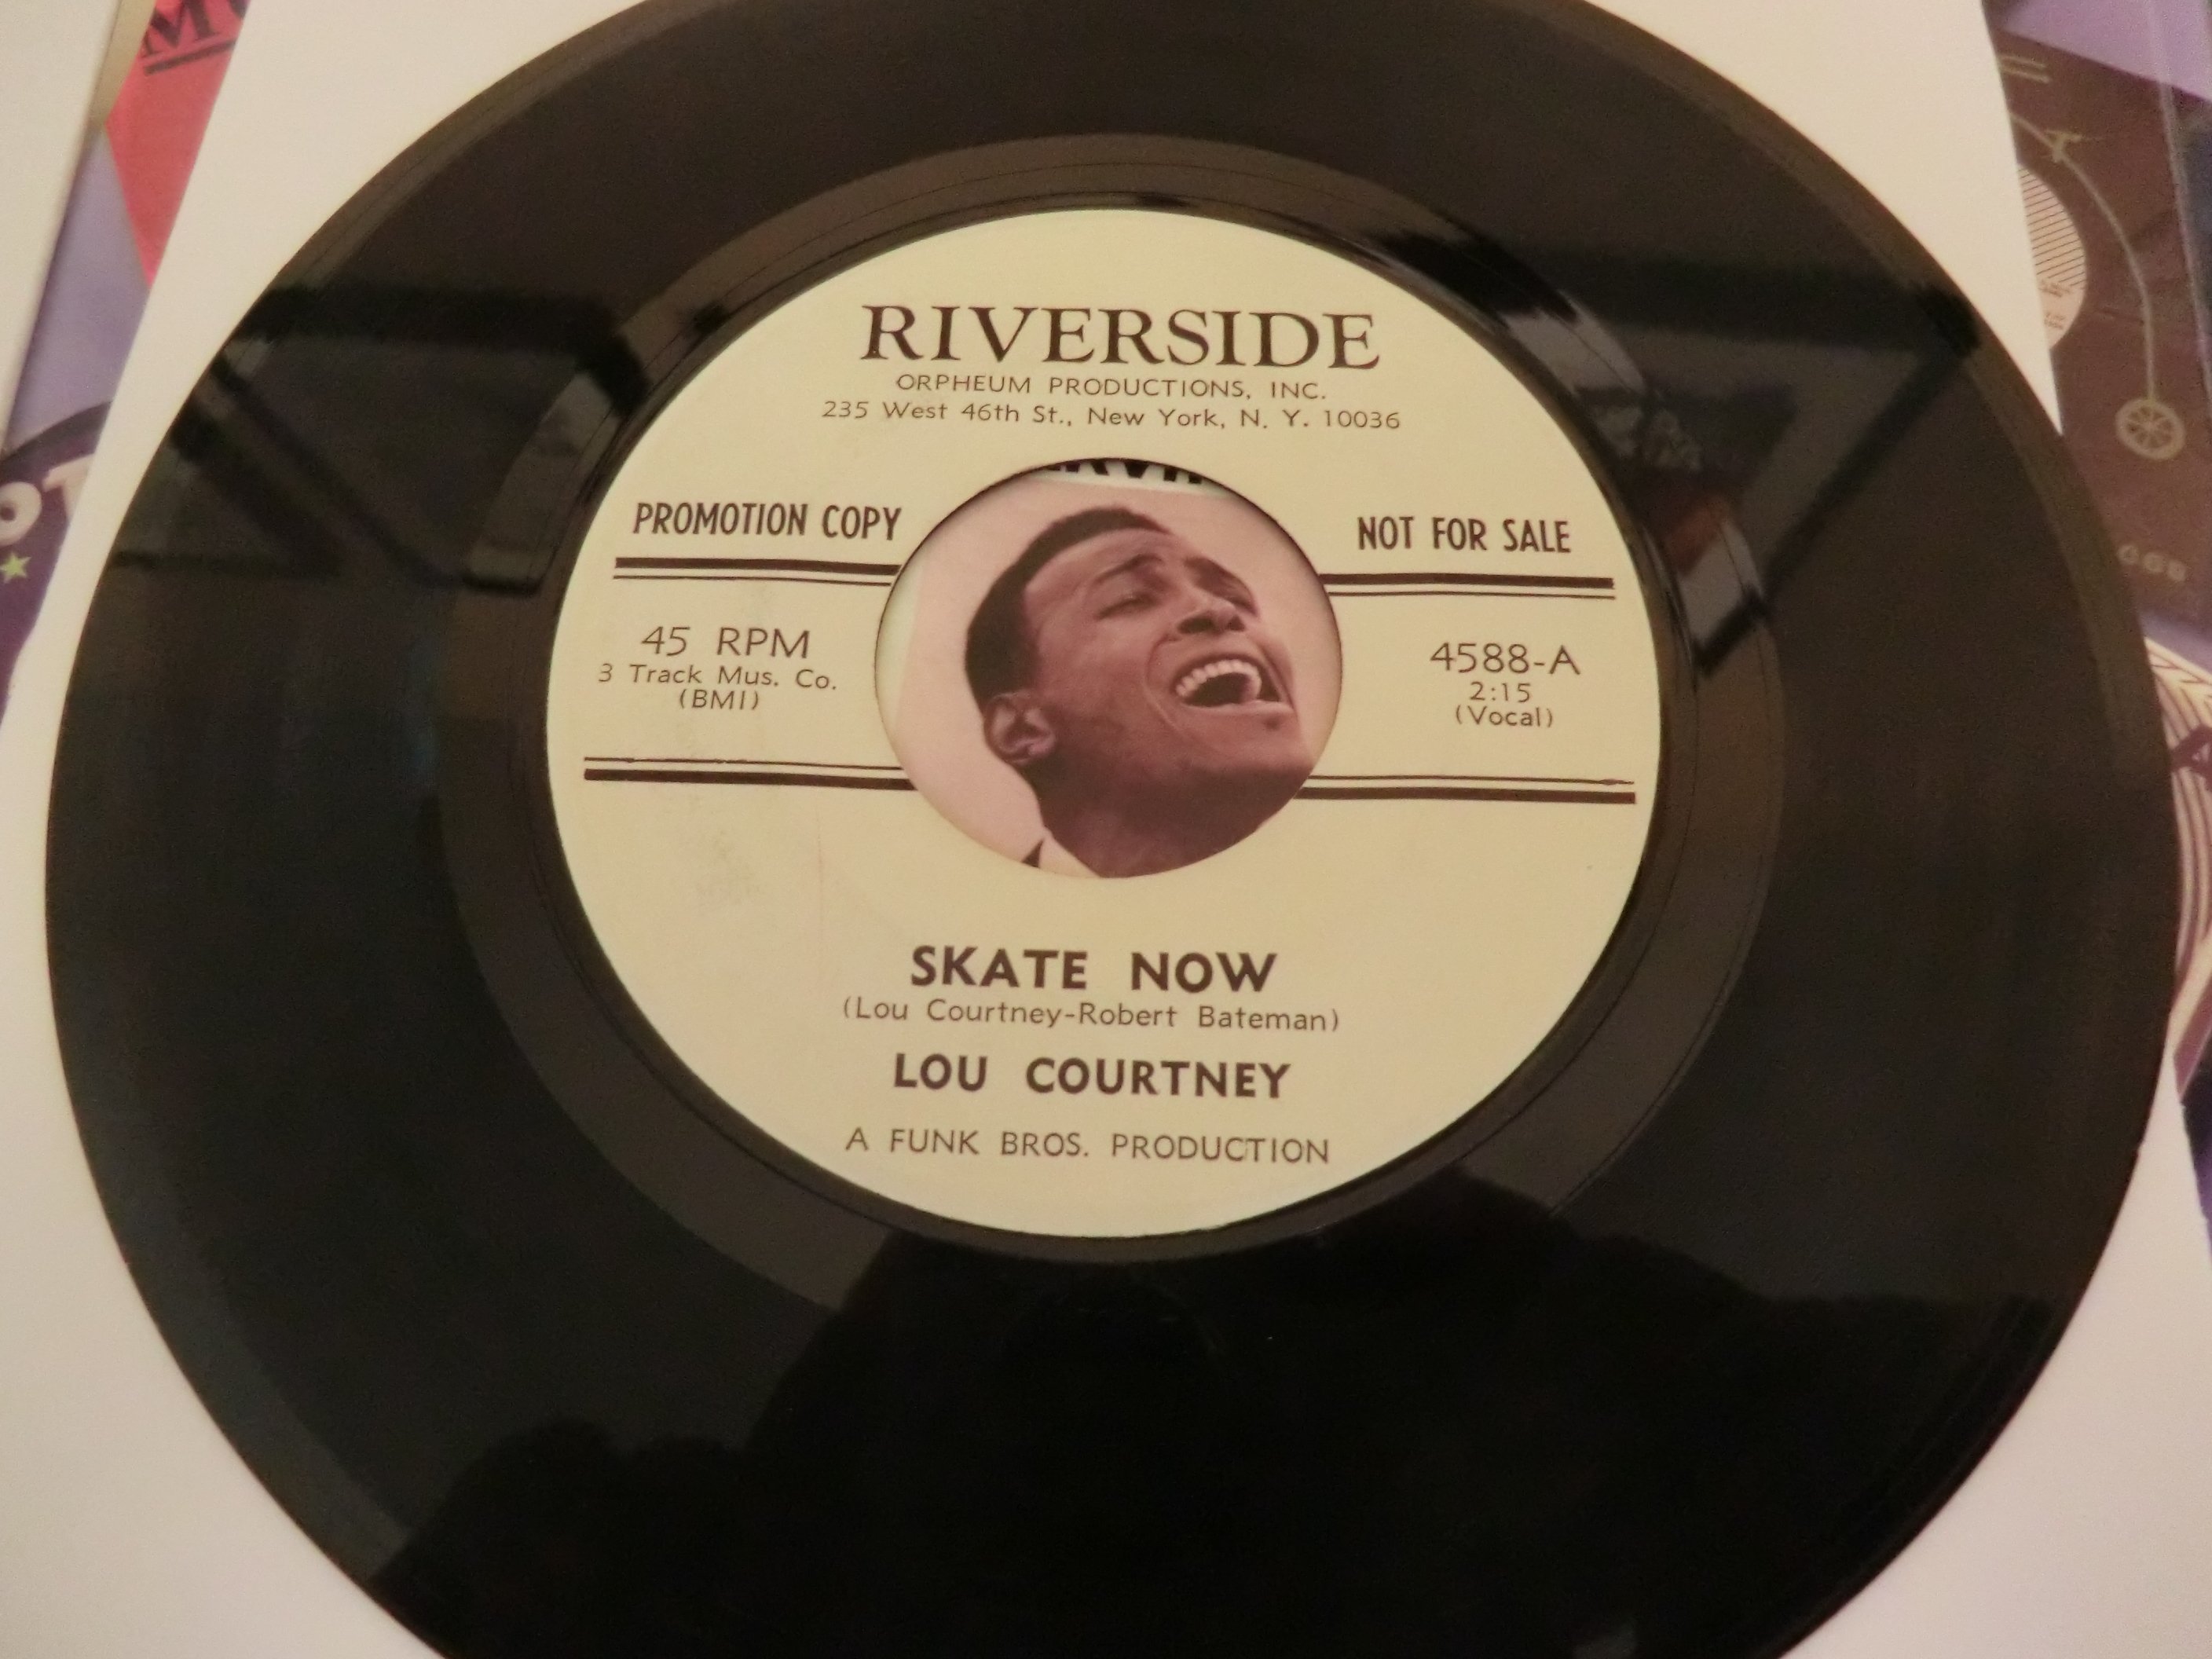 RIVERSIDE
ORPHEUM PRODUCTIONS, INC.
235 West 46th St., New York, N. Y. 10036
PROMOTION COPY
NOT FOR SALE
45 RPM
3 Track Mus. Co.
(BMI)
4588-A
2:15
(Vocal)
SKATE NOW
(Lou Courtney-Robert Bateman)
LOU COURTNEY
A FUNK BROS. PRODUCTION